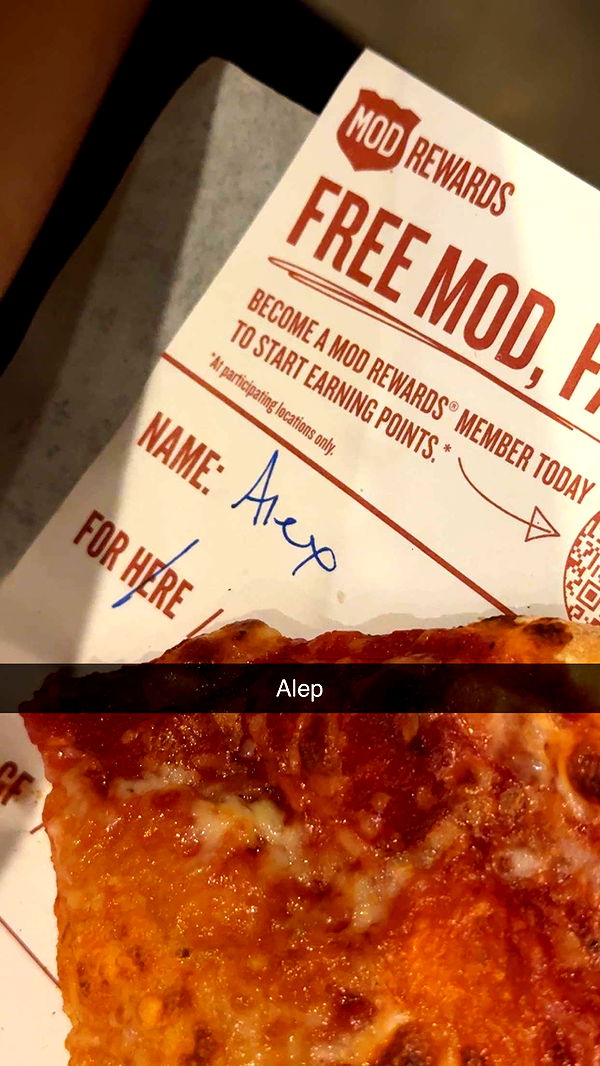 MOD REWARDS
FREE MOD,
BECOME A MOD REWARDS® MEMBER TODAY
TO START EARNING POINTS.*
*At participating locations only.
NAME: Alex
FOR HERE /
Alep